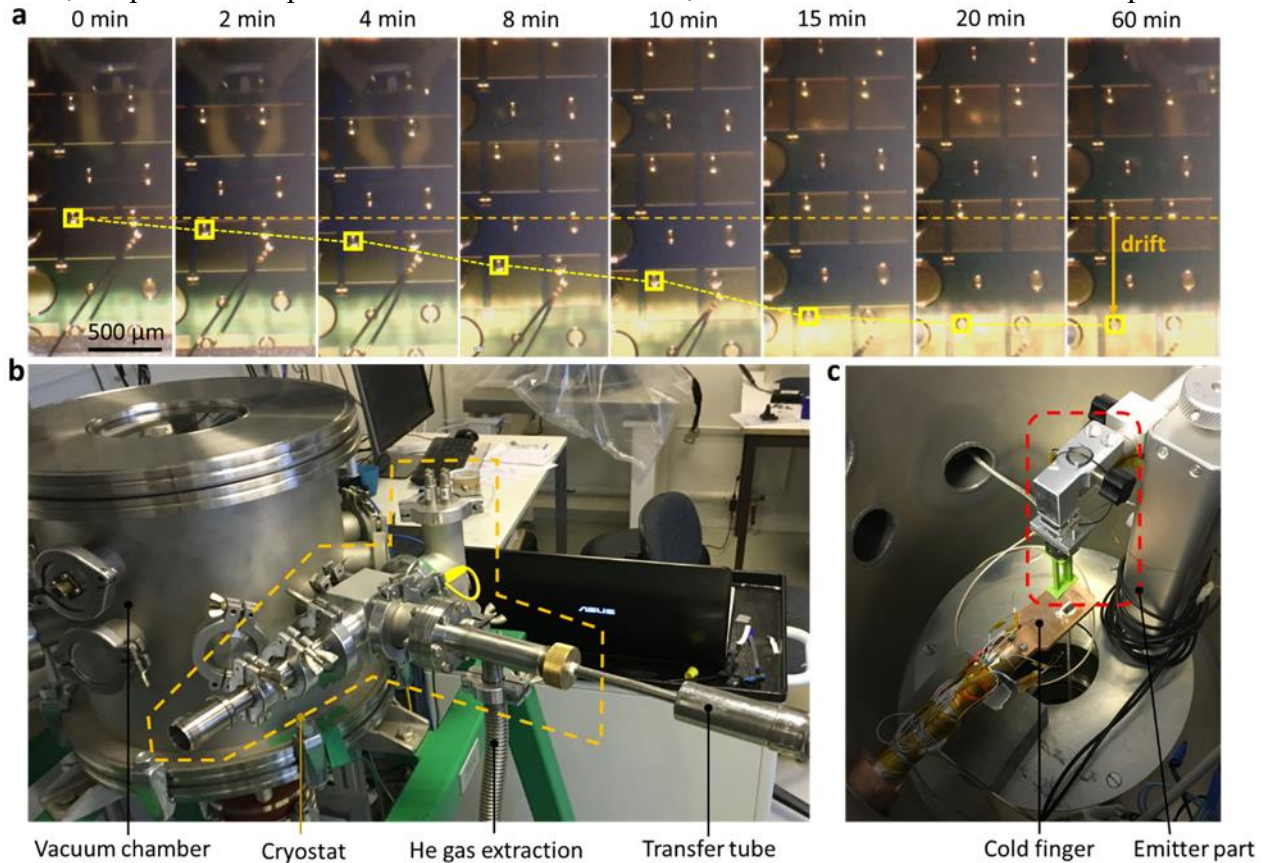 a
0 min 2 min 4 min 8 min 10 min 15 min 20 min 60 min
drift
500 µm
b
ASUS
Vacuum chamber Cryostat He gas extraction Transfer tube
c
Cold finger Emitter part